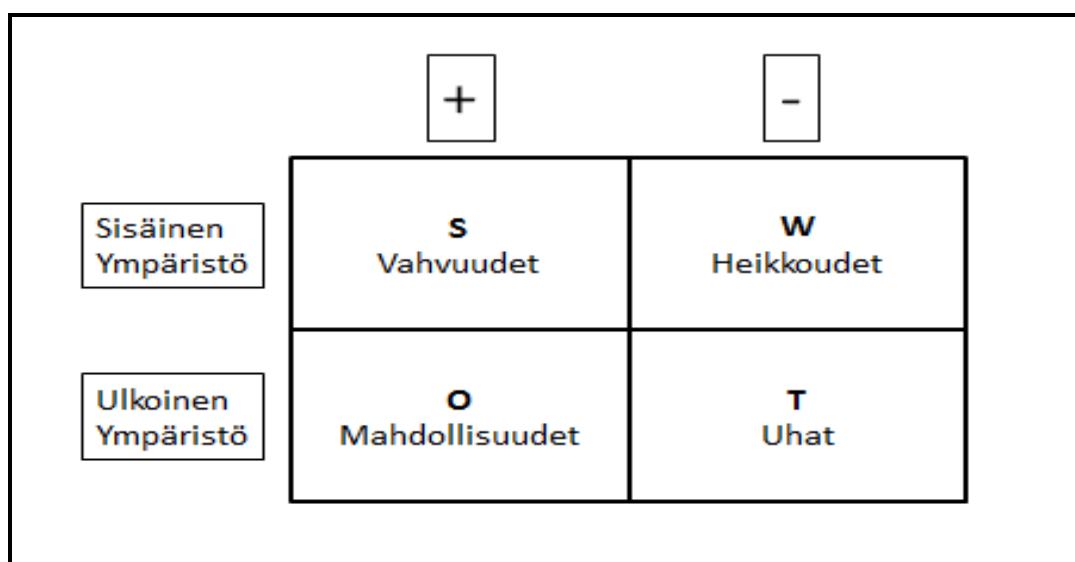 +
-
Sisäinen
Ympäristö
S
Vahvuudet
W
Heikkoudet
Ulkoinen
Ympäristö
O
Mahdollisuudet
T
Uhat